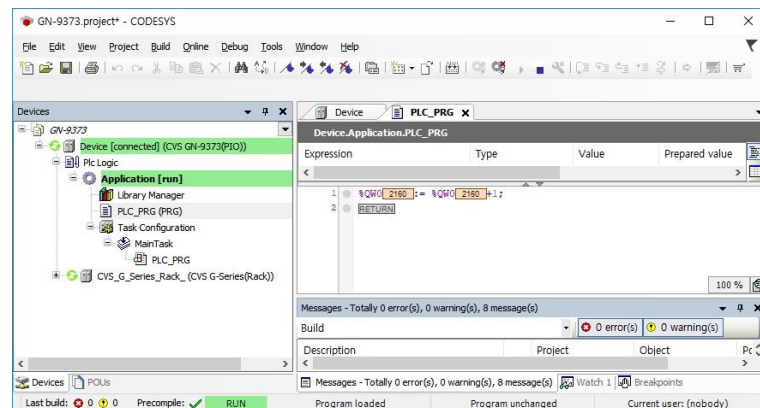 GN-9373.project* - CODESYS
File Edit View Project Build Online Debug Tools Window Help
Devices
GN-9373
Device [connected] (CVS GN-9373(PIO))
Plc Logic
Application [run]
Library Manager
PLC_PRG (PRG)
Task Configuration
MainTask
PLC_PRG
CVS_G_Series_Rack_ (CVS G-Series(Rack))
Devices POUs
Device PLC_PRG
Device.Application.PLC_PRG
Expression Type Value Prepared value
1 %QW0 2160 := %QW0 2160 +1;
2 RETURN
100 %
Messages - Totally 0 error(s), 0 warning(s), 8 message(s)
Build 0 error(s) 0 warning(s)
Description Project Object
Messages - Totally 0 error(s), 0 warning(s), 8 message(s) Watch 1 Breakpoints
Last build: 0 0 Precompile: RUN Program loaded Program unchanged Current user: (nobody)